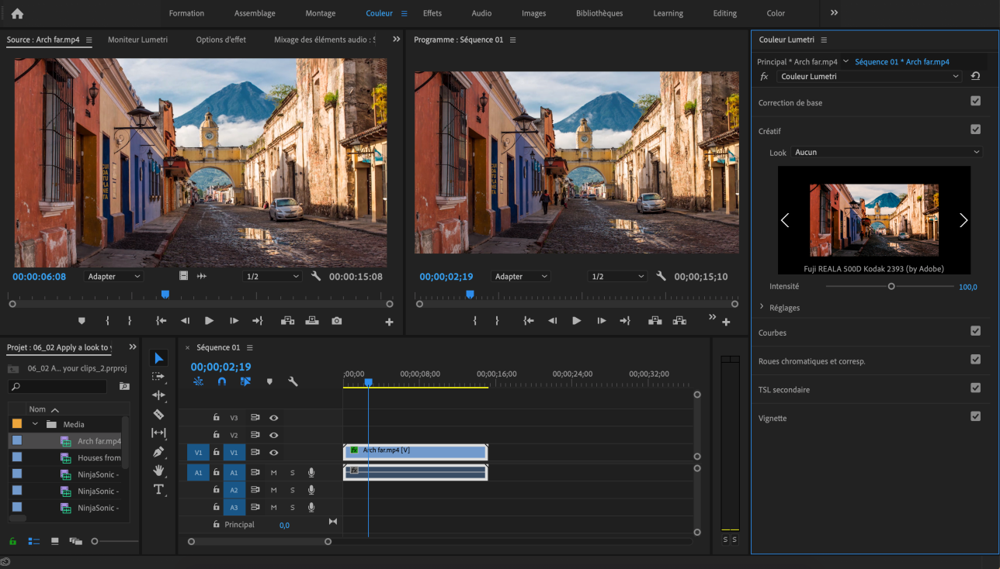 Formation Assemblage Montage Couleur Effets Audio Images Bibliothèques Learning Editing Color
Source : Arch far.mp4 Moniteur Lumetri Options d'effet Mixage des éléments audio : S
00:00:06:08 Adapter 1/2 00:00:15:08
Programme : Séquence 01
00;00;02;19 Adapter 1/2 00;00;15;10
Couleur Lumetri
Principal * Arch far.mp4 Séquence 01 * Arch far.mp4
fx Couleur Lumetri
Correction de base
Créatif
Look Aucun
Fuji REALA 500D Kodak 2393 (by Adobe)
Intensité 100,0
Réglages
Courbes
Roues chromatiques et corresp.
TSL secondaire
Vignette
Projet : 06_02 Apply a look to y
06_02 A... your clips_2.prproj
Nom
Media
Arch far.mp4
Houses from
NinjaSonic -
NinjaSonic -
NinjaSonic -
× Séquence 01
00;00;02;19
;00;00 00;00;08;00 00;00;16;00 00;00;24;00 00;00;32;00
V3
V2
V1 V1 fx Arch far.mp4 [V]
A1 A1 M S fx
A2 M S
A3 M S
Principal 0,0
S S